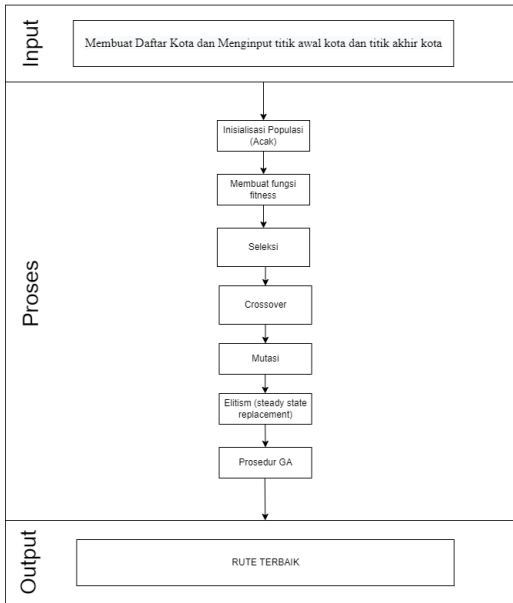 Input
Membuat Daftar Kota dan Menginput titik awal kota dan titik akhir kota
Proses
Inisialisasi Populasi
(Acak)
Membuat fungsi
fitness
Seleksi
Crossover
Mutasi
Elitism (steady state
replacement)
Prosedur GA
Output
RUTE TERBAIK